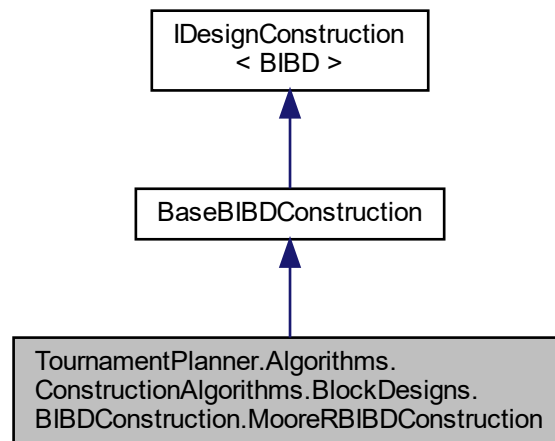 IDesignConstruction
< BIBD >
BaseBIBDConstruction
TournamentPlanner.Algorithms.
ConstructionAlgorithms.BlockDesigns.
BIBDConstruction.MooreRBIBDConstruction